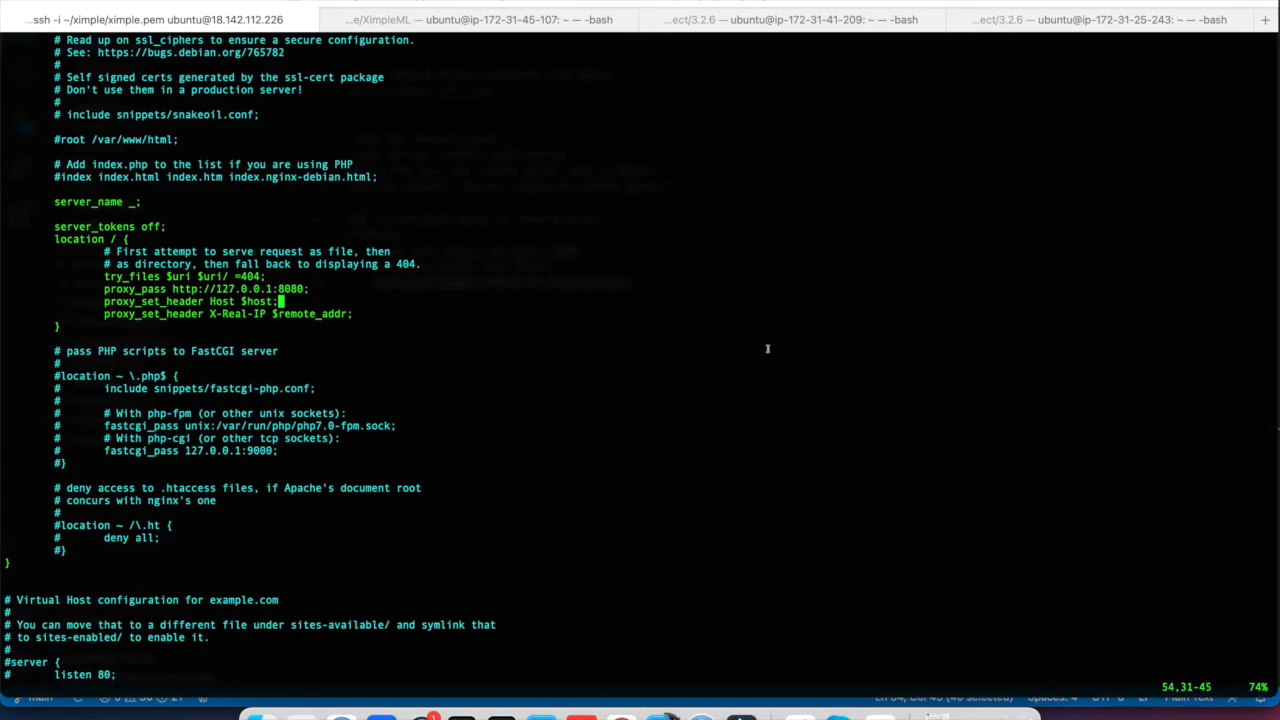 ...ssh -i ~/ximple/ximple.pem ubuntu@18.142.112.226
...e/XimpleML — ubuntu@ip-172-31-45-107: ~ — -bash
...ect/3.2.6 — ubuntu@ip-172-31-41-209: ~ — -bash
...ect/3.2.6 — ubuntu@ip-172-31-25-243: ~ — -bash
+
# Read up on ssl_ciphers to ensure a secure configuration.
# See: https://bugs.debian.org/765782
#
# Self signed certs generated by the ssl-cert package
# Don't use them in a production server!
#
# include snippets/snakeoil.conf;
#root /var/www/html;
# Add index.php to the list if you are using PHP
#index index.html index.htm index.nginx-debian.html;
server_name _;
server_tokens off;
location / {
# First attempt to serve request as file, then
# as directory, then fall back to displaying a 404.
try_files $uri $uri/ =404;
proxy_pass http://127.0.0.1:8080;
proxy_set_header Host $host;
proxy_set_header X-Real-IP $remote_addr;
}
# pass PHP scripts to FastCGI server
#
#location ~ \.php$ {
# include snippets/fastcgi-php.conf;
#
# # With php-fpm (or other unix sockets):
# fastcgi_pass unix:/var/run/php/php7.0-fpm.sock;
# # With php-cgi (or other tcp sockets):
# fastcgi_pass 127.0.0.1:9000;
#}
# deny access to .htaccess files, if Apache's document root
# concurs with nginx's one
#
#location ~ /\.ht {
# deny all;
#}
}
# Virtual Host configuration for example.com
#
# You can move that to a different file under sites-available/ and symlink that
# to sites-enabled/ to enable it.
#
#server {
# listen 80;
54,31-45 74%